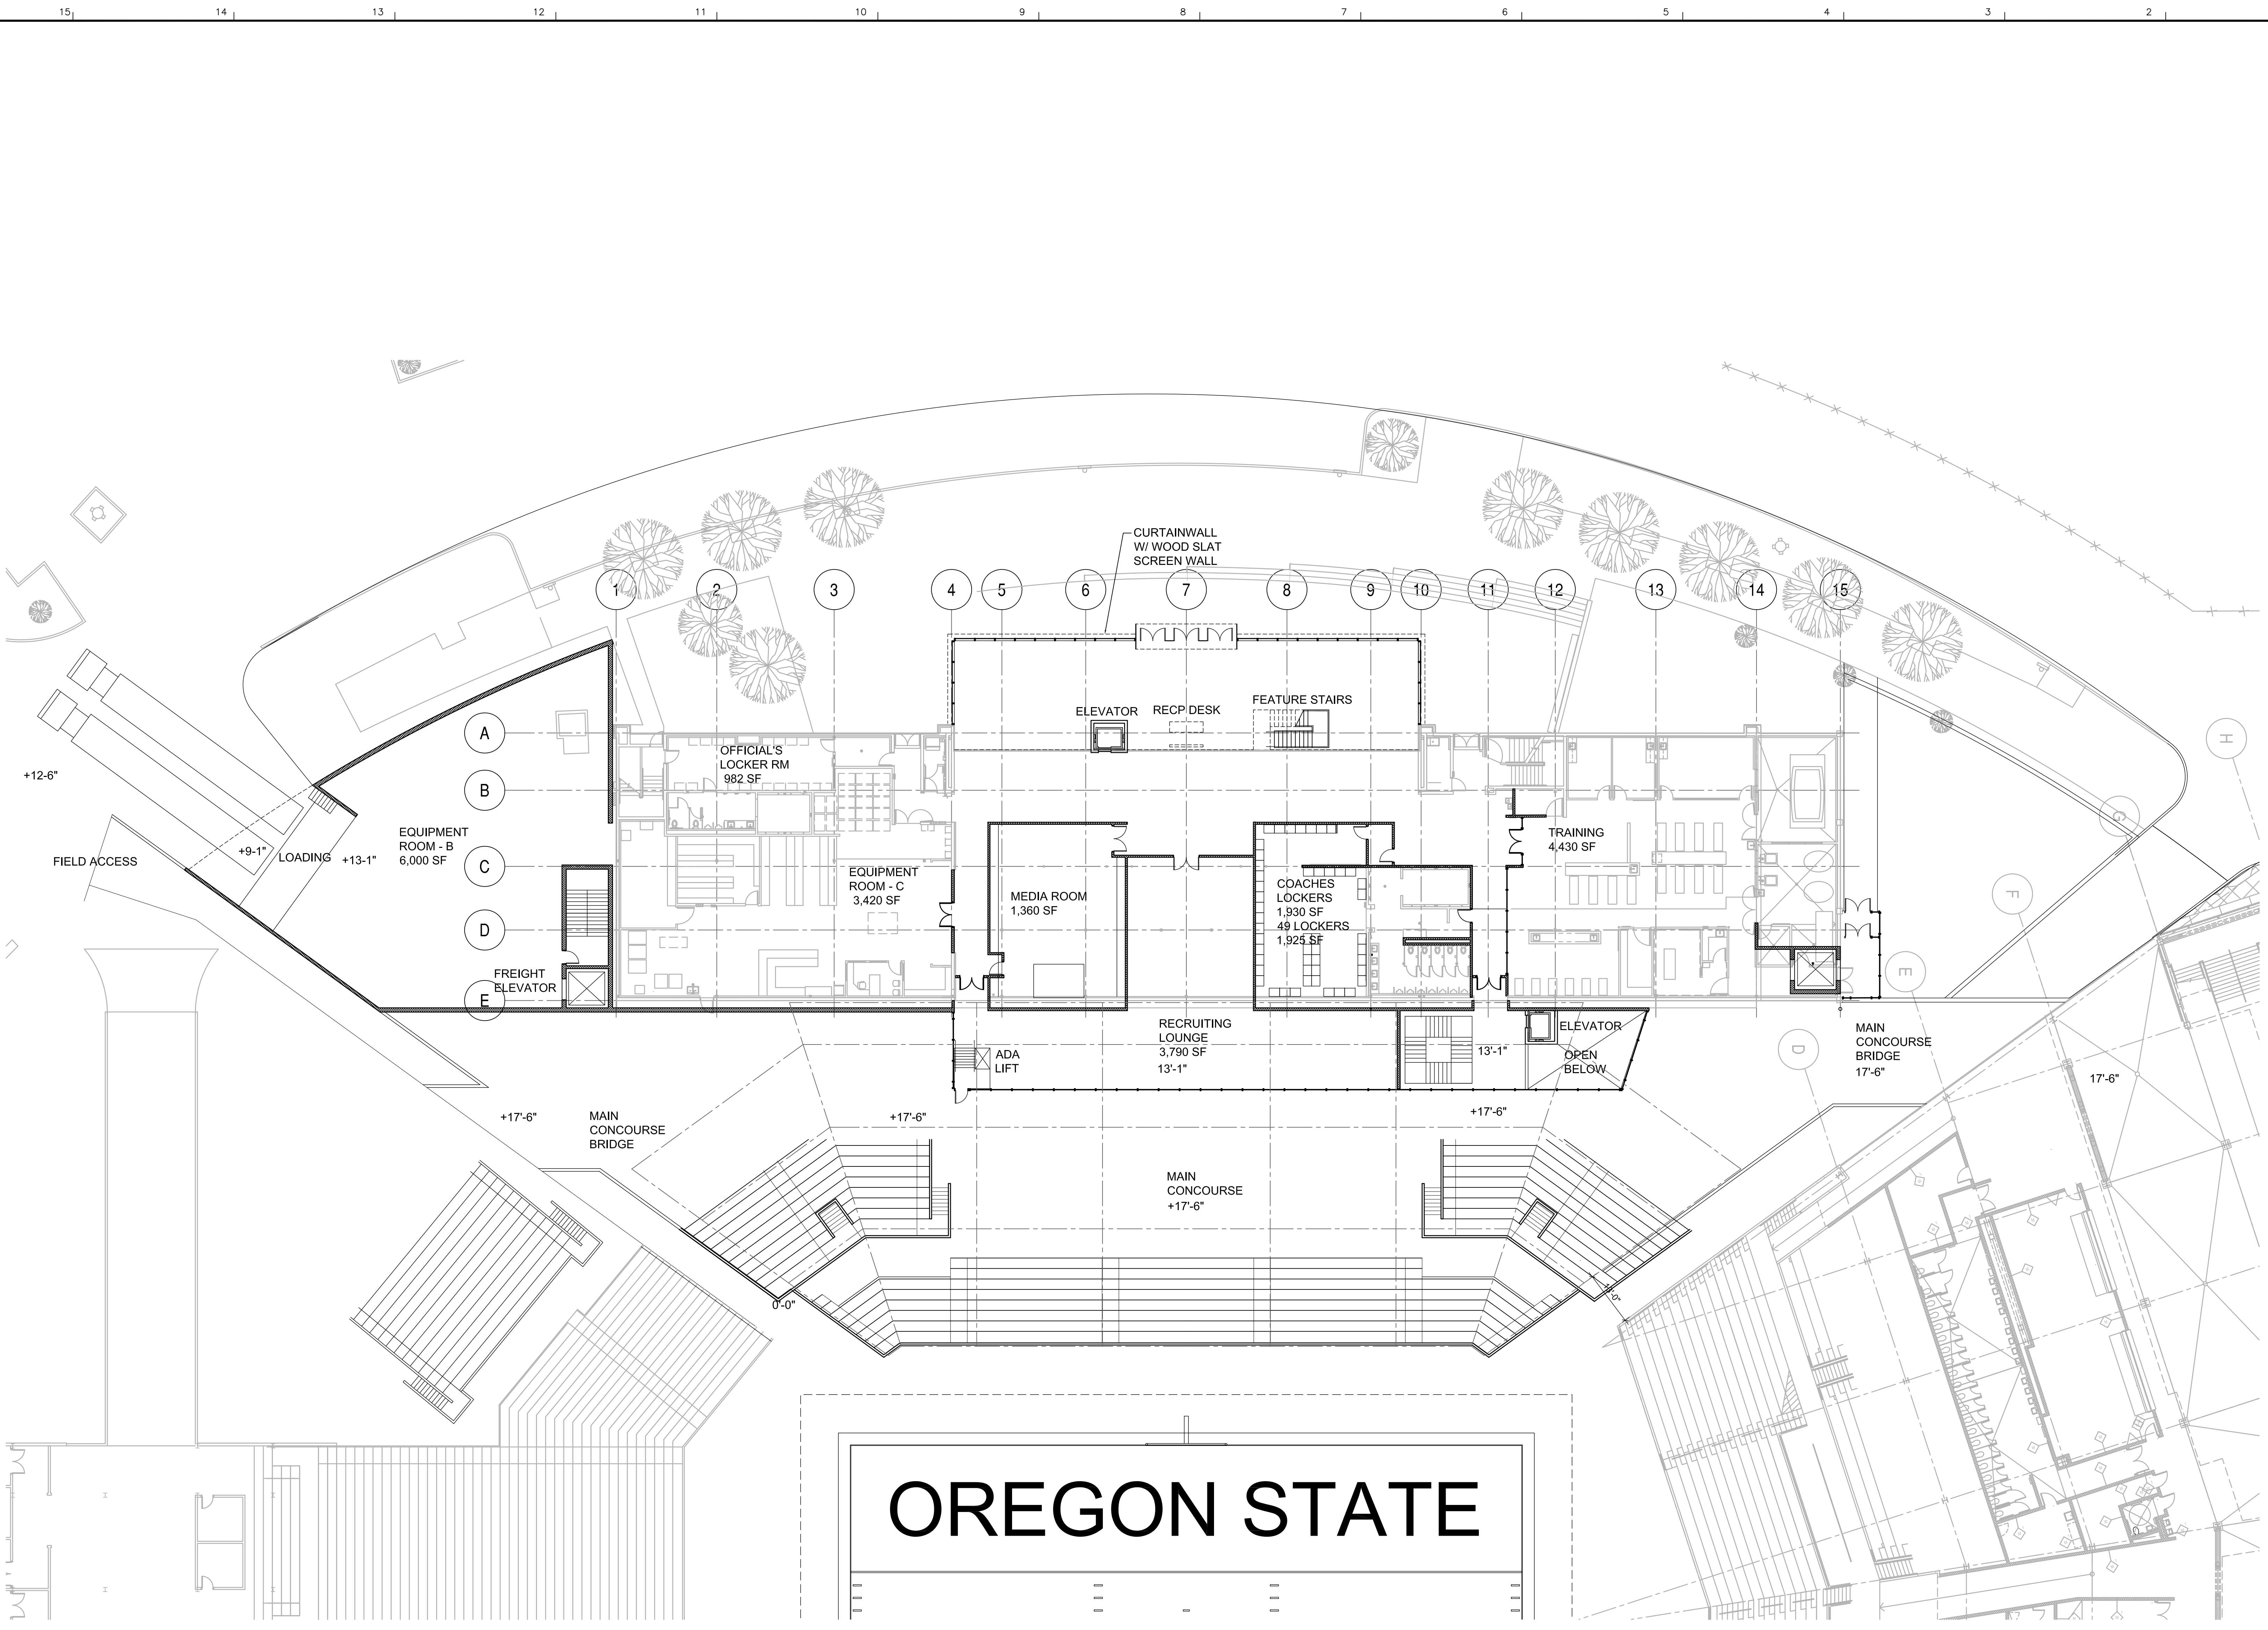 15 14 13 12 11 10 9 8 7 6 5 4 3 2
CURTAINWALL
W/ WOOD SLAT
SCREEN WALL
1 2 3 4 5 6 7 8 9 10 11 12 13 14 15
A
B
C
D
E
ELEVATOR
RECP DESK
FEATURE STAIRS
OFFICIAL'S
LOCKER RM
982 SF
+12-6"
FIELD ACCESS
+9-1"
LOADING
+13-1"
EQUIPMENT
ROOM - B
6,000 SF
FREIGHT
ELEVATOR
EQUIPMENT
ROOM - C
3,420 SF
MEDIA ROOM
1,360 SF
COACHES
LOCKERS
1,930 SF
49 LOCKERS
1,925 SF
TRAINING
4,430 SF
H
G
F
E
D
RECRUITING
LOUNGE
3,790 SF
13'-1"
ADA
LIFT
13'-1"
ELEVATOR
OPEN
BELOW
MAIN
CONCOURSE
BRIDGE
17'-6"
17'-6"
+17'-6"
MAIN
CONCOURSE
BRIDGE
+17'-6"
+17'-6"
MAIN
CONCOURSE
+17'-6"
0'-0"
OREGON STATE